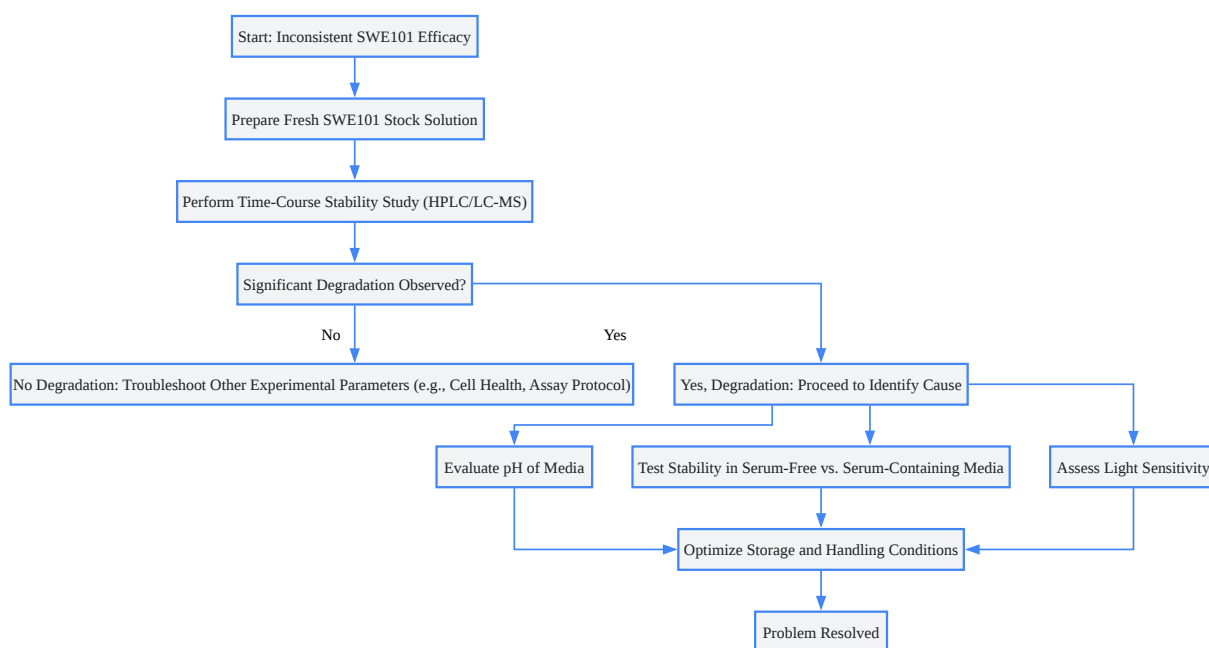 Start: Inconsistent SWE101 Efficacy
Prepare Fresh SWE101 Stock Solution
Perform Time-Course Stability Study (HPLC/LC-MS)
Significant Degradation Observed?
No
Yes
No Degradation: Troubleshoot Other Experimental Parameters (e.g., Cell Health, Assay Protocol)
Yes, Degradation: Proceed to Identify Cause
Evaluate pH of Media
Test Stability in Serum-Free vs. Serum-Containing Media
Assess Light Sensitivity
Optimize Storage and Handling Conditions
Problem Resolved